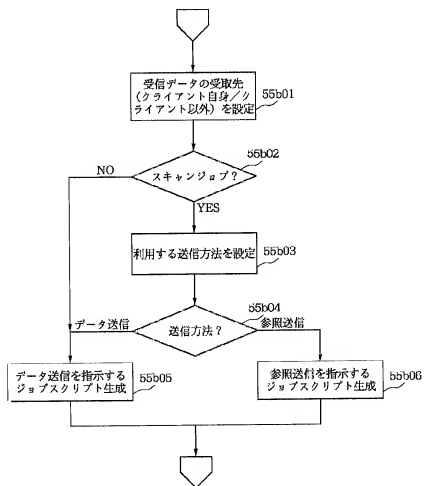 受信データの受取先
(クライアント自身/ク
ライアント以外)を設定
55b01
55b02
スキャンジョブ?
NO
YES
利用する送信方法を設定
55b03
55b04
送信方法?
データ送信
参照送信
データ送信を指示する
ジョブスクリプト生成
55b05
参照送信を指示する
ジョブスクリプト生成
55b06